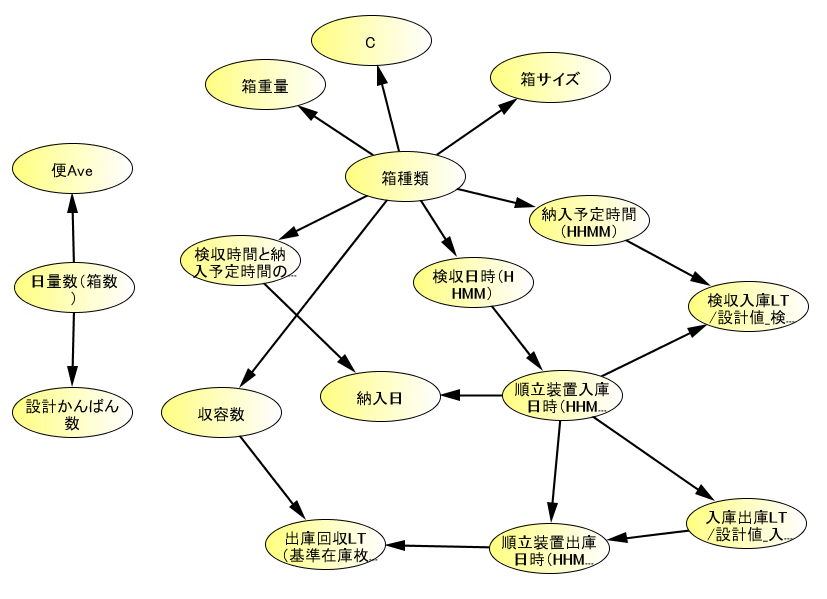 C
箱重量
箱サイズ
便Ave
箱種類
納入予定時間
(HHMM)
検収時間と納
入予定時間の...
日量数(箱数
)
検収日時(H
HMM)
検収入庫LT
/設計値_検...
納入日
順立装置入庫
日時(HHM...
設計かんばん
数
収容数
入庫出庫LT
/設計値_入...
出庫回収LT
(基準在庫枚...
順立装置出庫
日時(HHM...